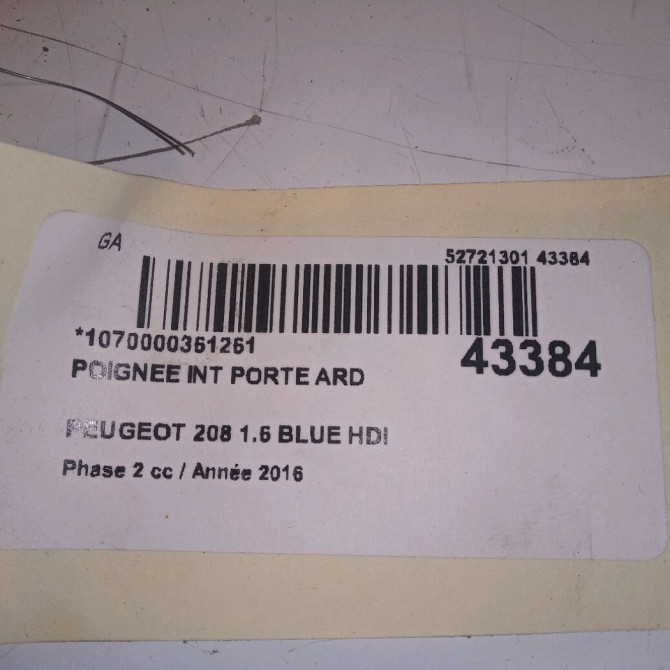 GA
52721301 43384
*1070000361261
43384
POIGNEE INT PORTE ARD
PEUGEOT 208 1.6 BLUE HDI
Phase 2 cc / Année 2016